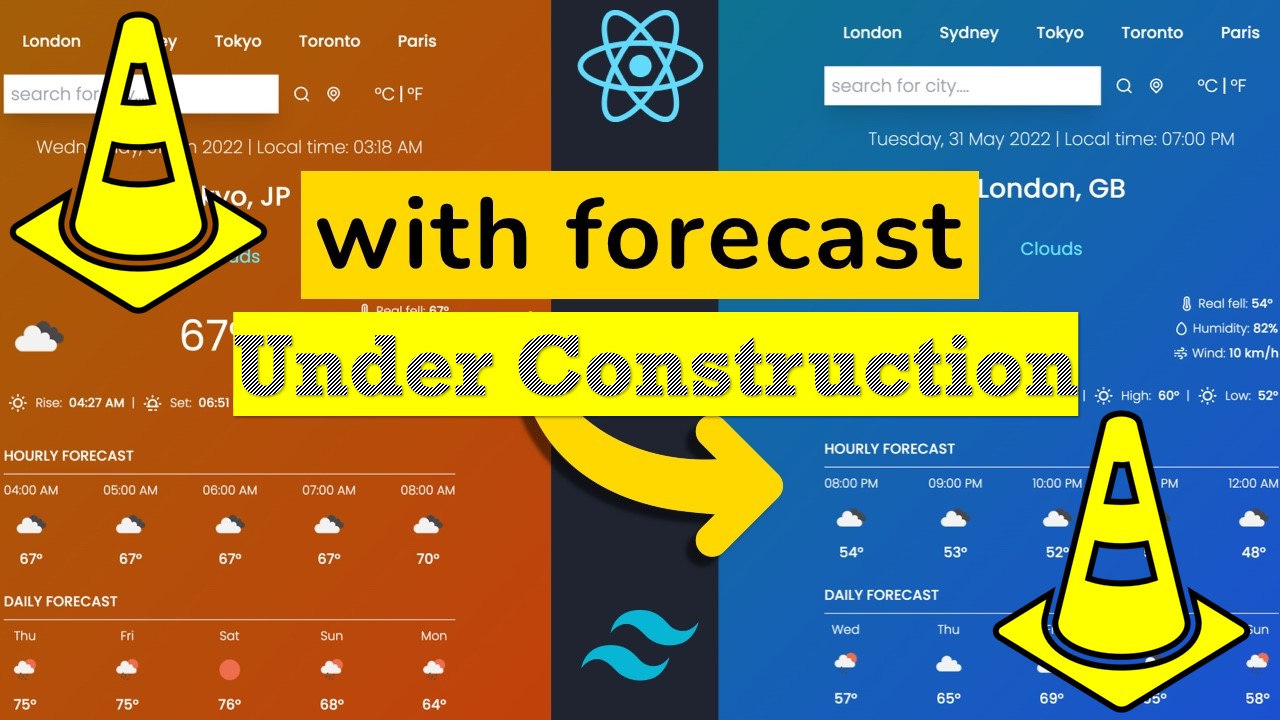 London Tokyo Toronto Paris
search for
°C | °F
2022 | Local time: 03:18 AM
JP
67°
Real fell: 67°
Rise: 04:27 AM | Set: 06:51
HOURLY FORECAST
04:00 AM 05:00 AM 06:00 AM 07:00 AM 08:00 AM
67° 67° 67° 67° 70°
DAILY FORECAST
Thu Fri Sat Sun Mon
75° 75° 76° 68° 64°
with forecast
Under Construction
London Sydney Tokyo Toronto Paris
search for city....
°C | °F
Tuesday, 31 May 2022 | Local time: 07:00 PM
London, GB
Clouds
Real fell: 54°
Humidity: 82%
Wind: 10 km/h
| High: 60° | Low: 52°
HOURLY FORECAST
08:00 PM 09:00 PM 10:00 PM PM 12:00 AM
54° 53° 52° 48°
DAILY FORECAST
Wed Thu Sun
57° 65° 69° 58°